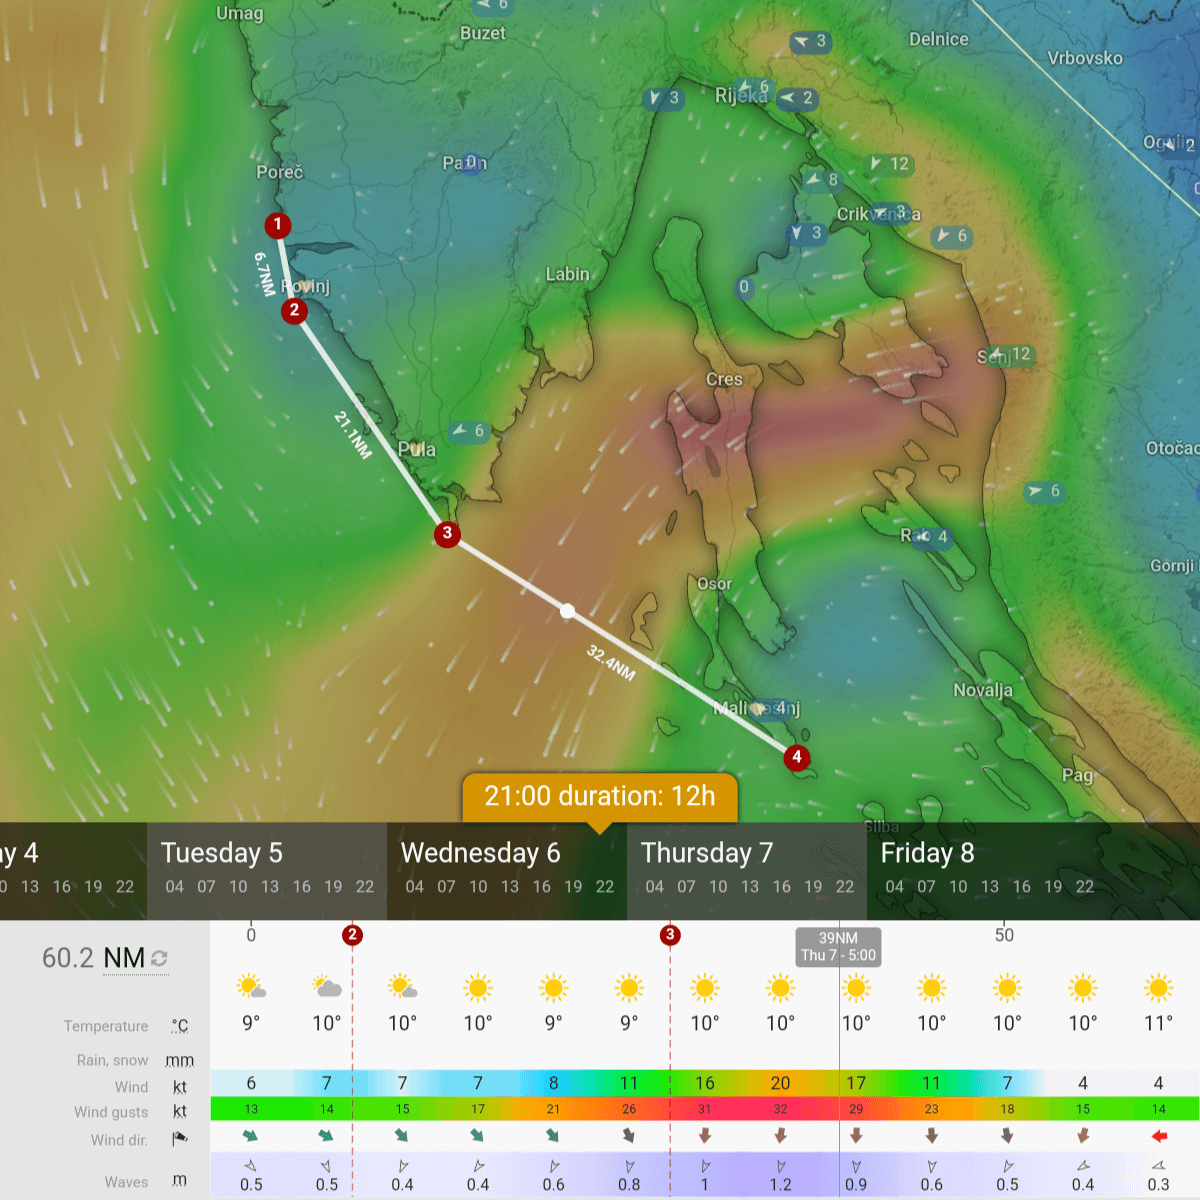 Umag
6
Buzet
3
Delnice
Vrbovsko
3
Rijeka
6
2
Pazin
0
2
Poreč
12
8
1
Crikvenica
3
3
6
6.7NM
Rovinj
Labin
0
2
Senj
12
Cres
21.1NM
Pula
6
Otočac
6
3
Rab
4
Gornji
Osor
32.4NM
Novalja
Mali Lošinj
4
4
Pag
21:00 duration: 12h
Silba
ay 4
Tuesday 5
Wednesday 6
Thursday 7
Friday 8
0 13 16 19 22
04 07 10 13 16 19 22
04 07 10 13 16 19 22
04 07 10 13 16 19 22
04 07 10 13 16 19 22
0
2
3
39NM
Thu 7 - 5:00
50
60.2 NM
Temperature °C 9° 10° 10° 10° 9° 9° 10° 10° 10° 10° 10° 10° 11°
Rain, snow mm
Wind kt 6 7 7 7 8 11 16 20 17 11 7 4 4
Wind gusts kt 13 14 15 17 21 26 31 32 29 23 18 15 14
Wind dir.
Waves m 0.5 0.5 0.4 0.4 0.6 0.8 1 1.2 0.9 0.6 0.5 0.4 0.3